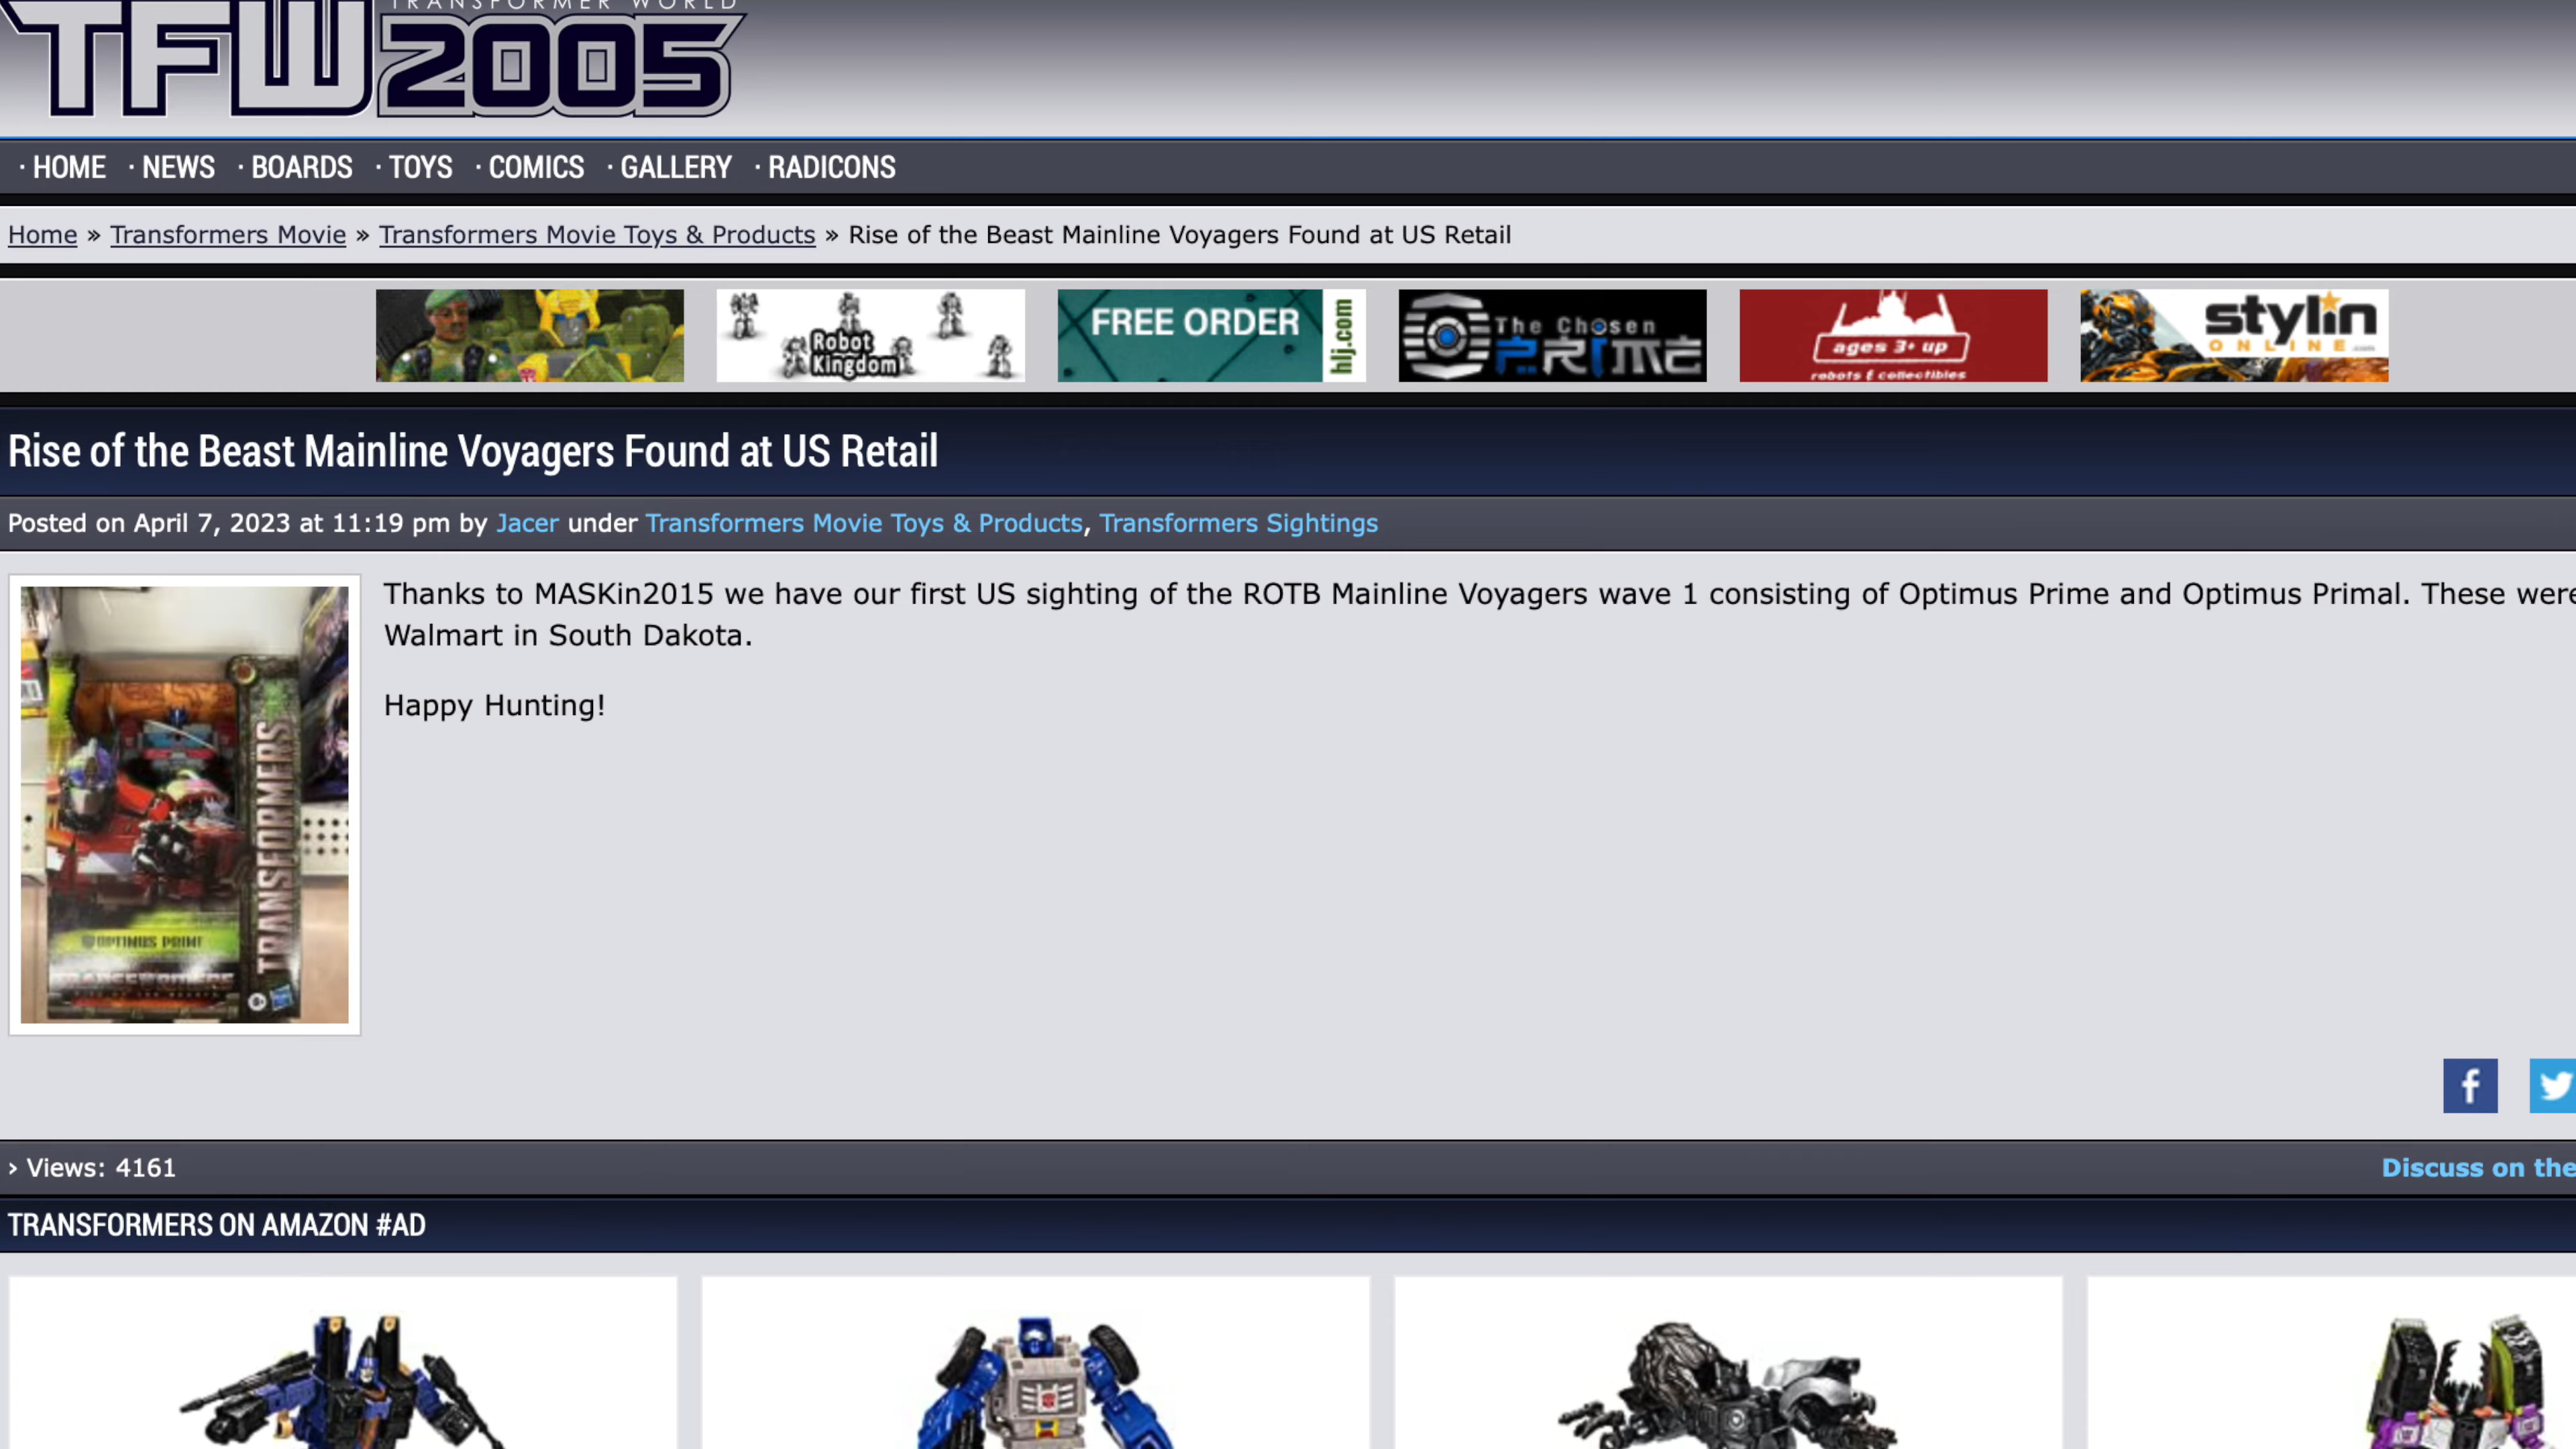 TRANSFORMER WORLD
TFW2005
· HOME · NEWS · BOARDS · TOYS · COMICS · GALLERY · RADICONS
Home » Transformers Movie » Transformers Movie Toys & Products » Rise of the Beast Mainline Voyagers Found at US Retail
Robot Kingdom
FREE ORDER
hlj.com
The Chosen PRIME
ages 3+ up
robots & collectibles
stylin
ONLINE.com
Rise of the Beast Mainline Voyagers Found at US Retail
Posted on April 7, 2023 at 11:19 pm by Jacer under Transformers Movie Toys & Products, Transformers Sightings
Thanks to MASKin2015 we have our first US sighting of the ROTB Mainline Voyagers wave 1 consisting of Optimus Prime and Optimus Primal. These were
Walmart in South Dakota.
Happy Hunting!
TRANSFORMERS
OPTIMUS PRIME
TRANSFORMERS
› Views: 4161
Discuss on the
TRANSFORMERS ON AMAZON #AD